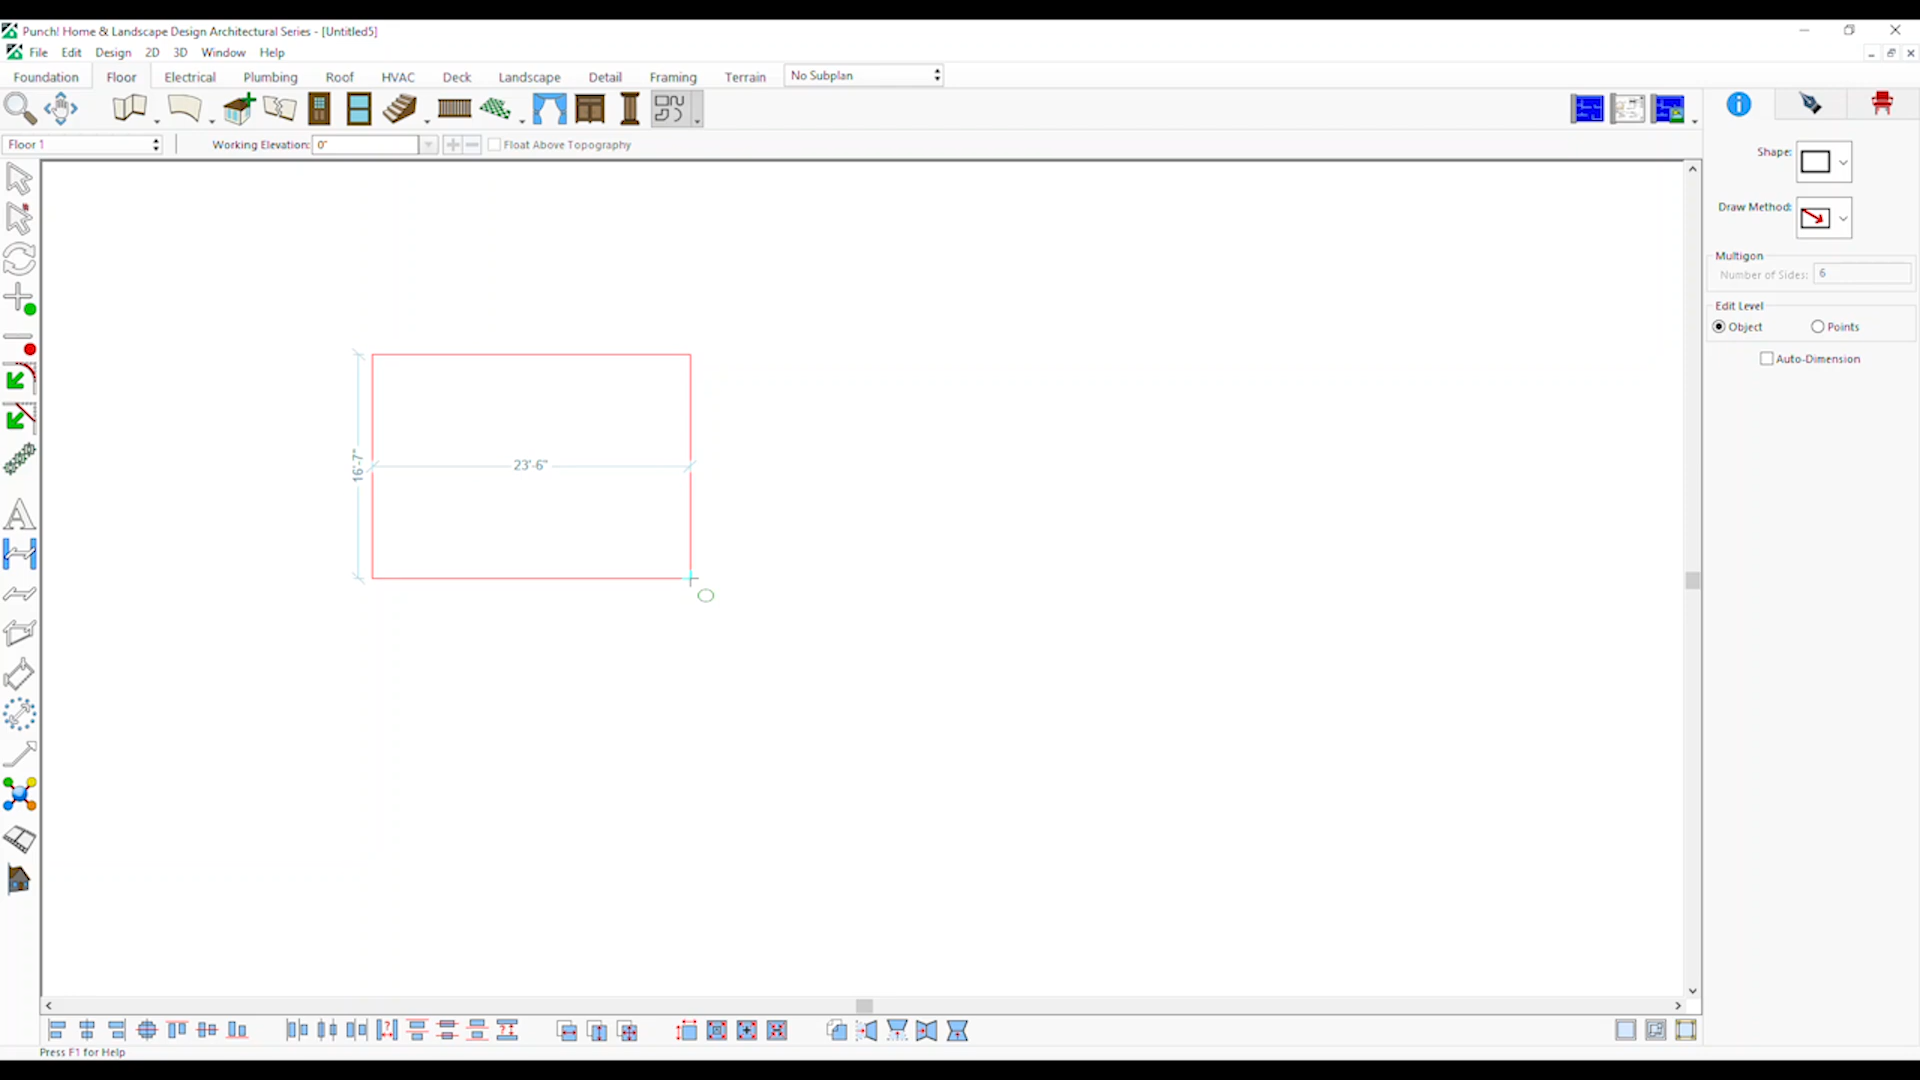 Punch! Home & Landscape Design Architectural Series - [Untitled5]
File Edit Design 2D 3D Window Help
Foundation Floor Electrical Plumbing Roof HVAC Deck Landscape Detail Framing Terrain No Subplan
Floor 1 Working Elevation: 0" Float Above Topography
Shape:
Draw Method:
Multigon
Number of Sides: 6
Edit Level
Object Points
Auto-Dimension
16'-7"
23'-6"
Press F1 for Help